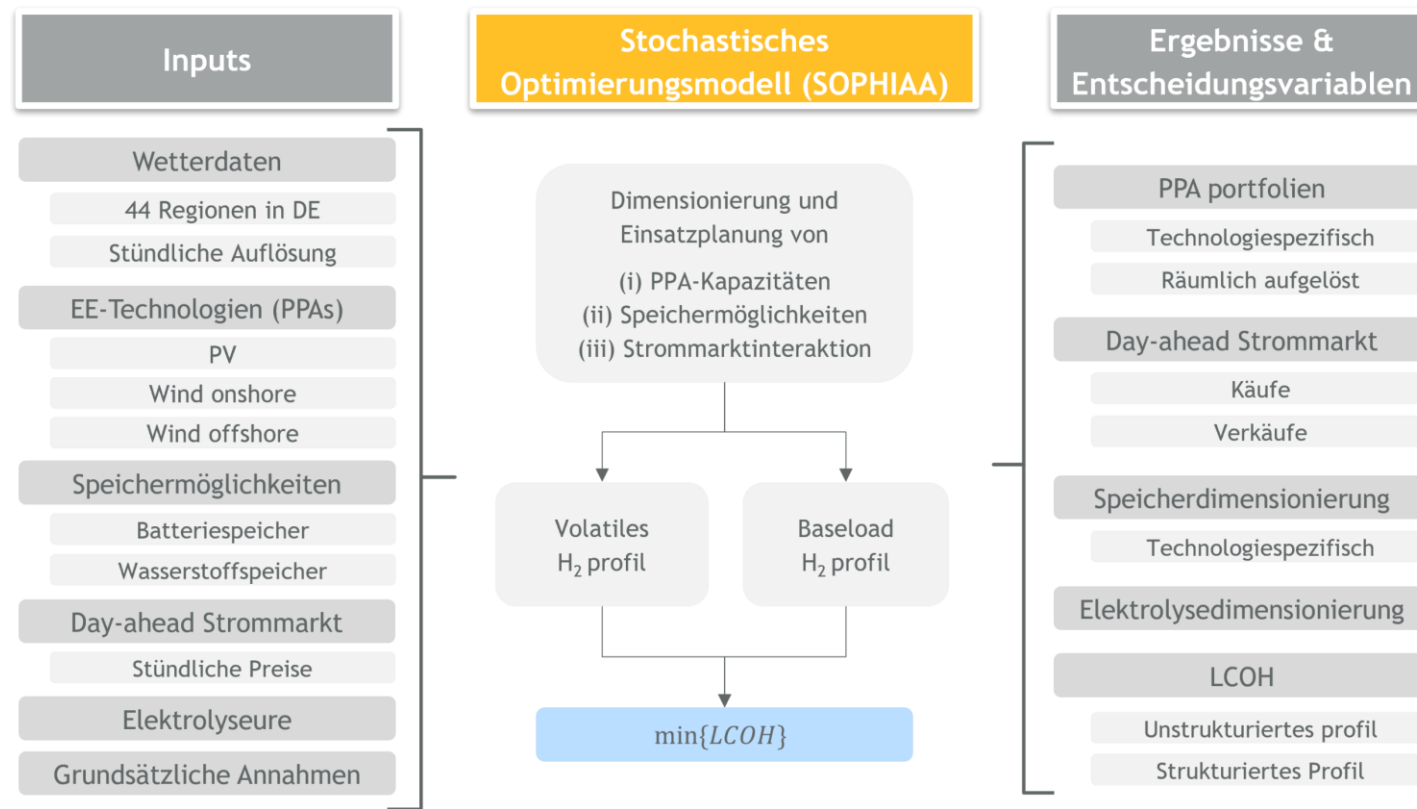 Inputs
Wetterdaten
44 Regionen in DE
Stündliche Auflösung
EE-Technologien (PPAs)
PV
Wind onshore
Wind offshore
Speichermöglichkeiten
Batteriespeicher
Wasserstoffspeicher
Day-ahead Strommarkt
Stündliche Preise
Elektrolyseure
Grundsätzliche Annahmen
Stochastisches
Optimierungsmodell (SOPHIAA)
Dimensionierung und
Einsatzplanung von
(i) PPA-Kapazitäten
(ii) Speichermöglichkeiten
(iii) Strommarktinteraktion
Volatiles
H₂ profil
Baseload
H₂ profil
min{LCOH}
Ergebnisse &
Entscheidungsvariablen
PPA portfolien
Technologiespezifisch
Räumlich aufgelöst
Day-ahead Strommarkt
Käufe
Verkäufe
Speicherdimensionierung
Technologiespezifisch
Elektrolysedimensionierung
LCOH
Unstrukturiertes profil
Strukturiertes Profil